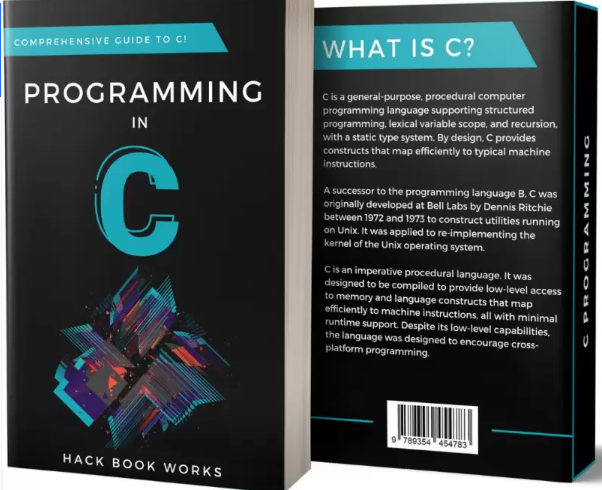 COMPREHENSIVE GUIDE TO C!
PROGRAMMING
IN
C
HACK BOOK WORKS
WHAT IS C?
C is a general-purpose, procedural computer
programming language supporting structured
programming, lexical variable scope, and recursion,
with a static type system. By design, C provides
constructs that map efficiently to typical machine
instructions.
A successor to the programming language B, C was
originally developed at Bell Labs by Dennis Ritchie
between 1972 and 1973 to construct utilities running
on Unix. It was applied to re-implementing the
kernel of the Unix operating system.
C is an imperative procedural language. It was
designed to be compiled to provide low-level access
to memory and language constructs that map
efficiently to machine instructions, all with minimal
runtime support. Despite its low-level capabilities,
the language was designed to encourage cross-
platform programming.
9 789354 454783
C PROGRAMMING